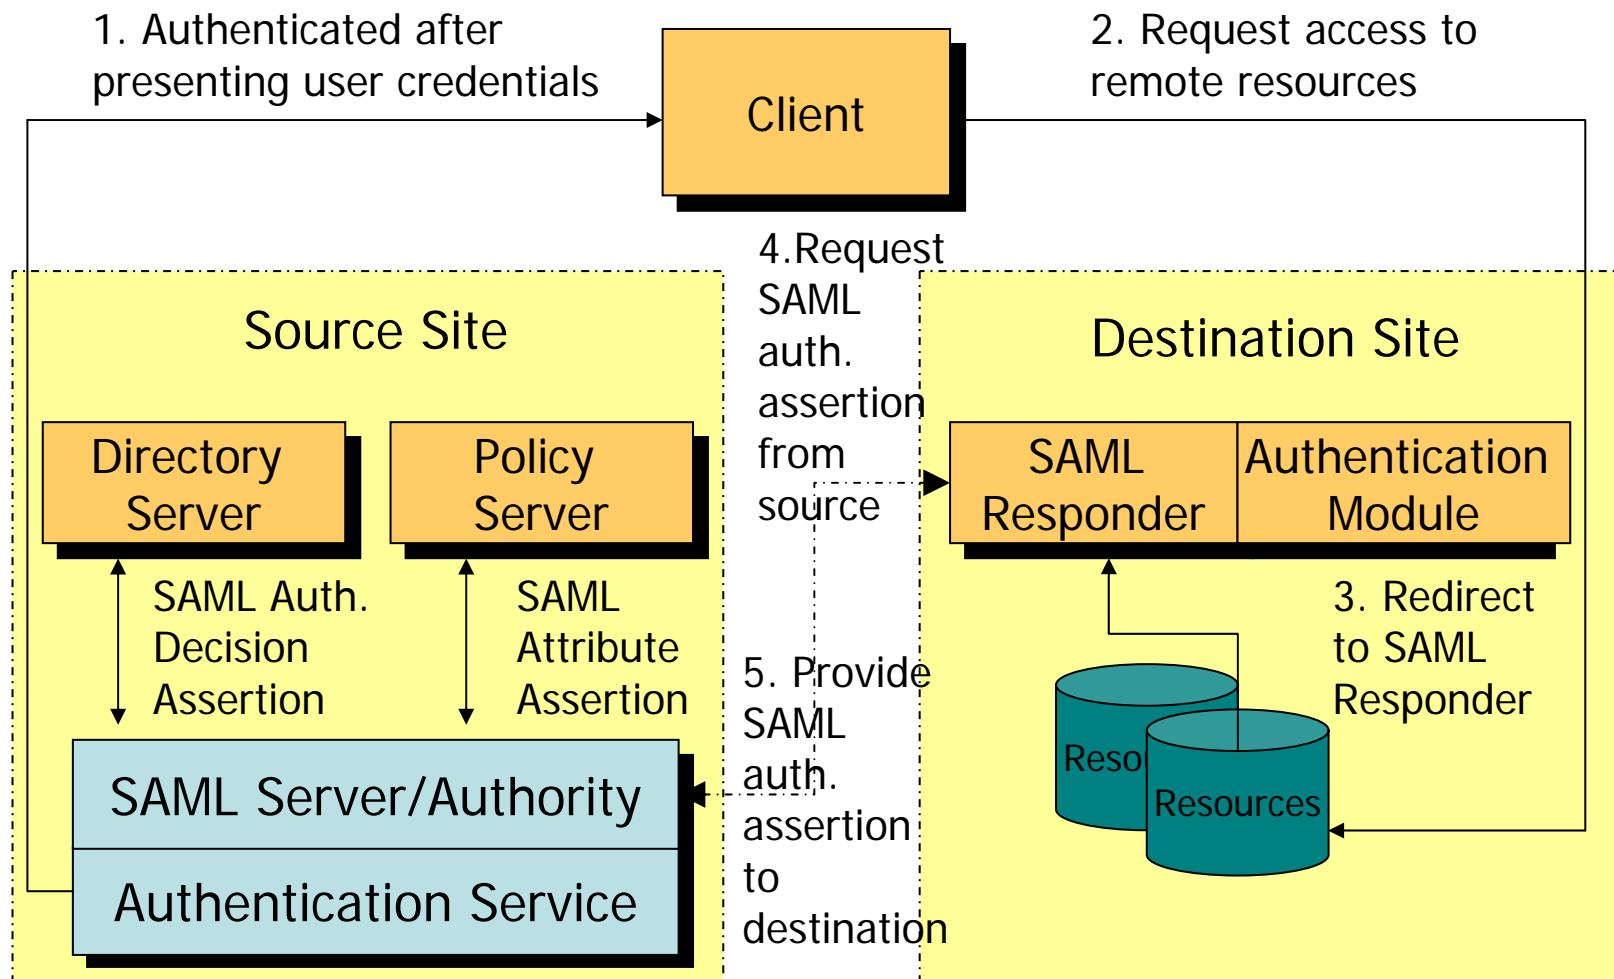 1. Authenticated after
presenting user credentials
Client
2. Request access to
remote resources
4.Request
SAML
auth.
assertion
from
source
Source Site
Destination Site
Directory
Server
Policy
Server
SAML
Responder
Authentication
Module
SAML Auth.
Decision
Assertion
SAML
Attribute
Assertion
3. Redirect
to SAML
Responder
5. Provide
SAML
auth.
assertion
to
destination
Resou
Resources
SAML Server/Authority
Authentication Service